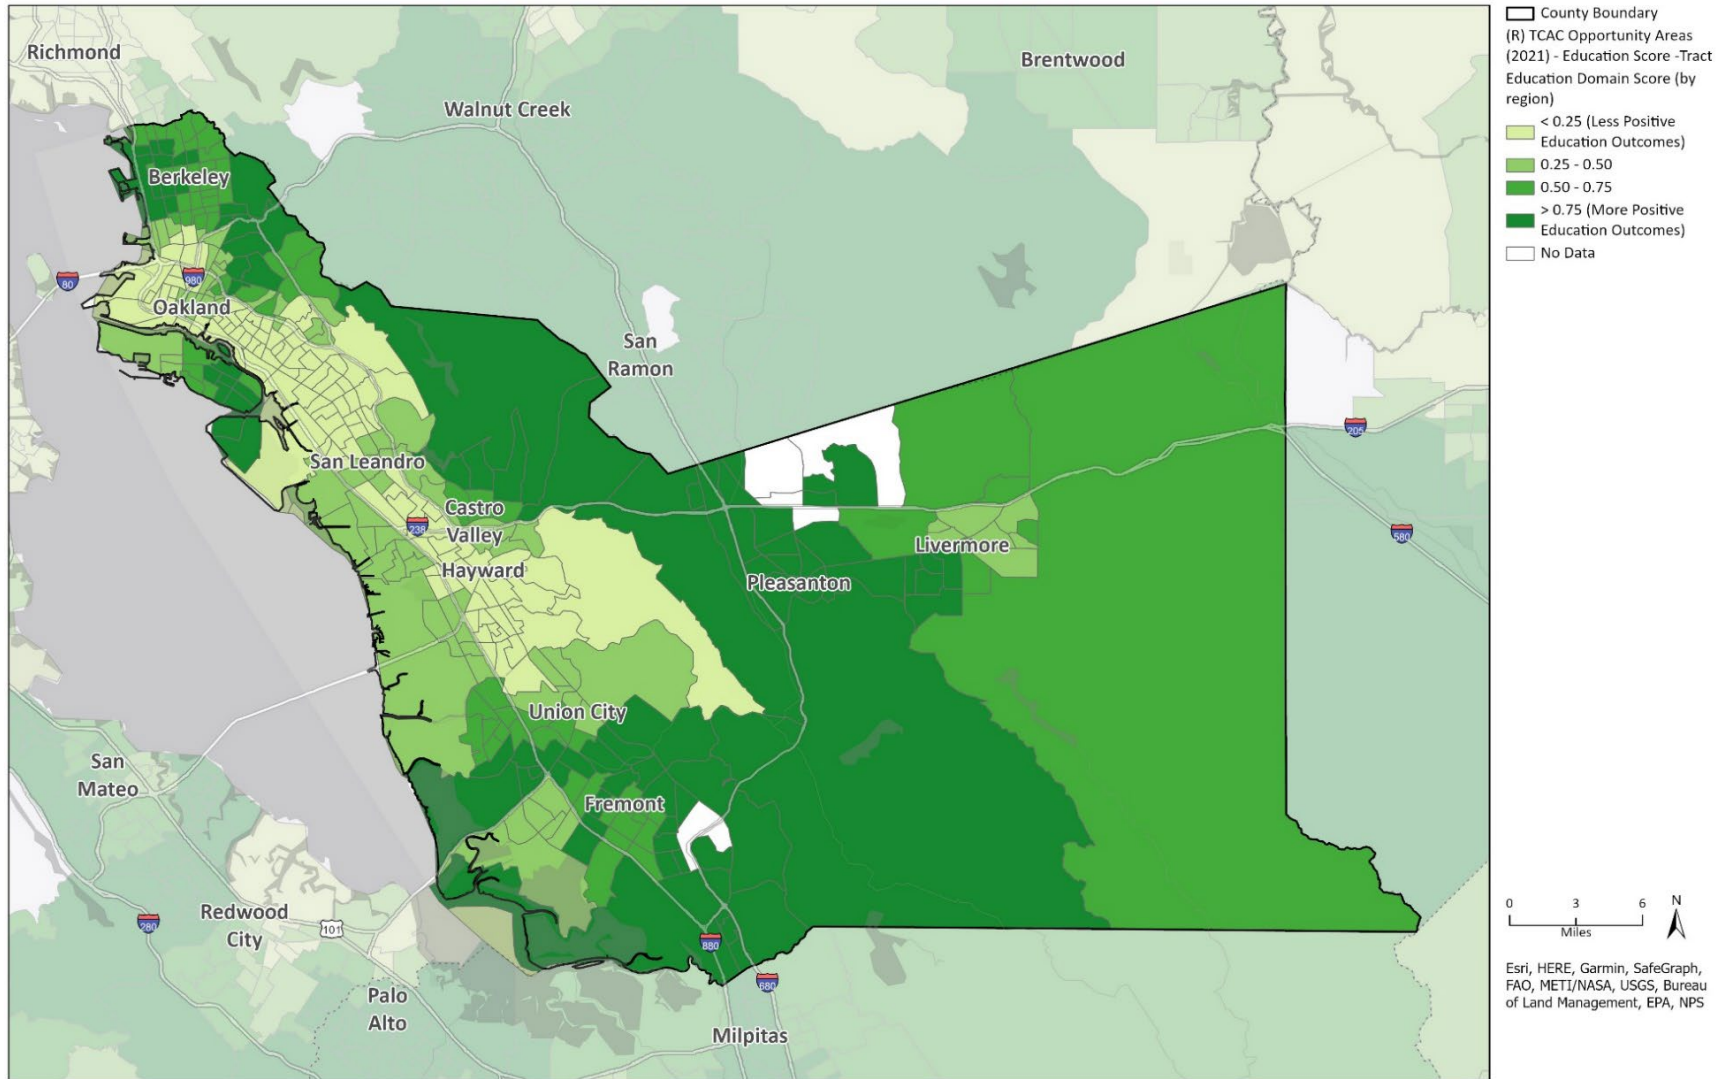 Richmond
Brentwood
Walnut Creek
Berkeley
80
980
Oakland
San
Ramon
205
San Leandro
Castro
Valley
238
580
Livermore
Hayward
Pleasanton
Union City
San
Mateo
Fremont
Redwood
City
280
101
880
680
Palo
Alto
Milpitas
County Boundary
(R) TCAC Opportunity Areas
(2021) - Education Score -Tract
Education Domain Score (by
region)
< 0.25 (Less Positive
Education Outcomes)
0.25 - 0.50
0.50 - 0.75
> 0.75 (More Positive
Education Outcomes)
No Data
0 3 6
Miles
N
Esri, HERE, Garmin, SafeGraph,
FAO, METI/NASA, USGS, Bureau
of Land Management, EPA, NPS